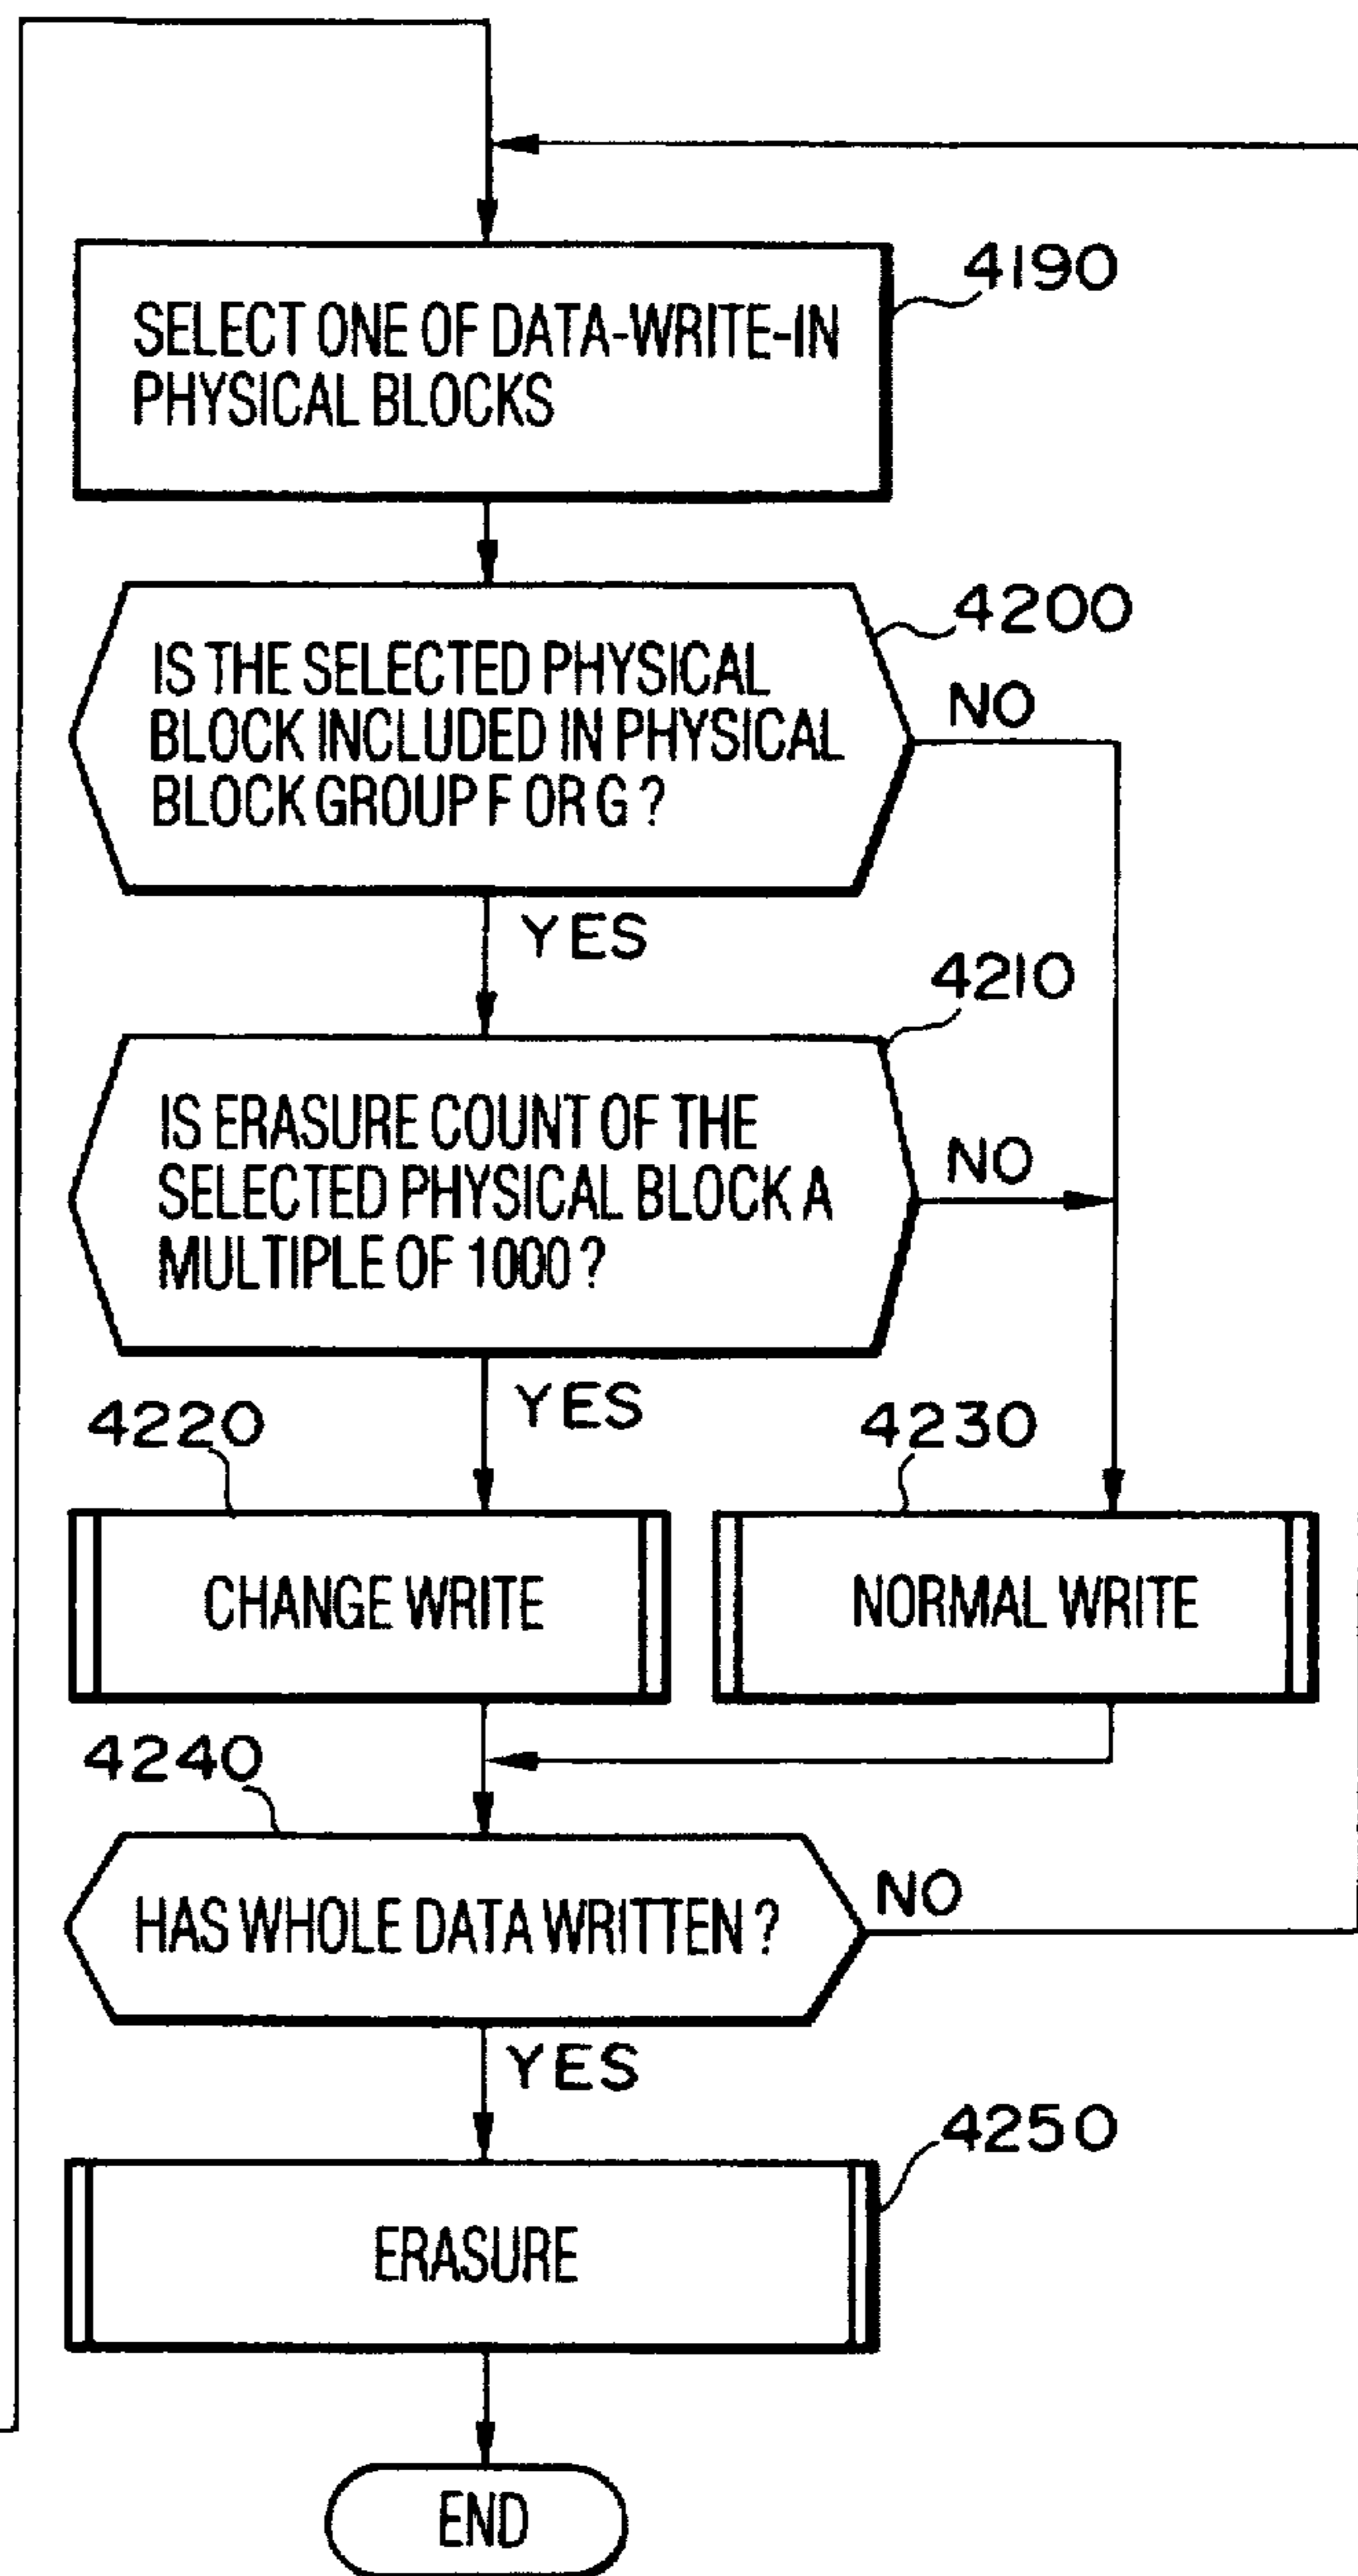 4190
SELECT ONE OF DATA-WRITE-IN
PHYSICAL BLOCKS
4200
IS THE SELECTED PHYSICAL
BLOCK INCLUDED IN PHYSICAL
BLOCK GROUP F OR G ?
NO
YES
4210
IS ERASURE COUNT OF THE
SELECTED PHYSICAL BLOCK A
MULTIPLE OF 1000 ?
NO
YES
4220
4230
CHANGE WRITE
NORMAL WRITE
4240
HAS WHOLE DATA WRITTEN ?
NO
YES
4250
ERASURE
END